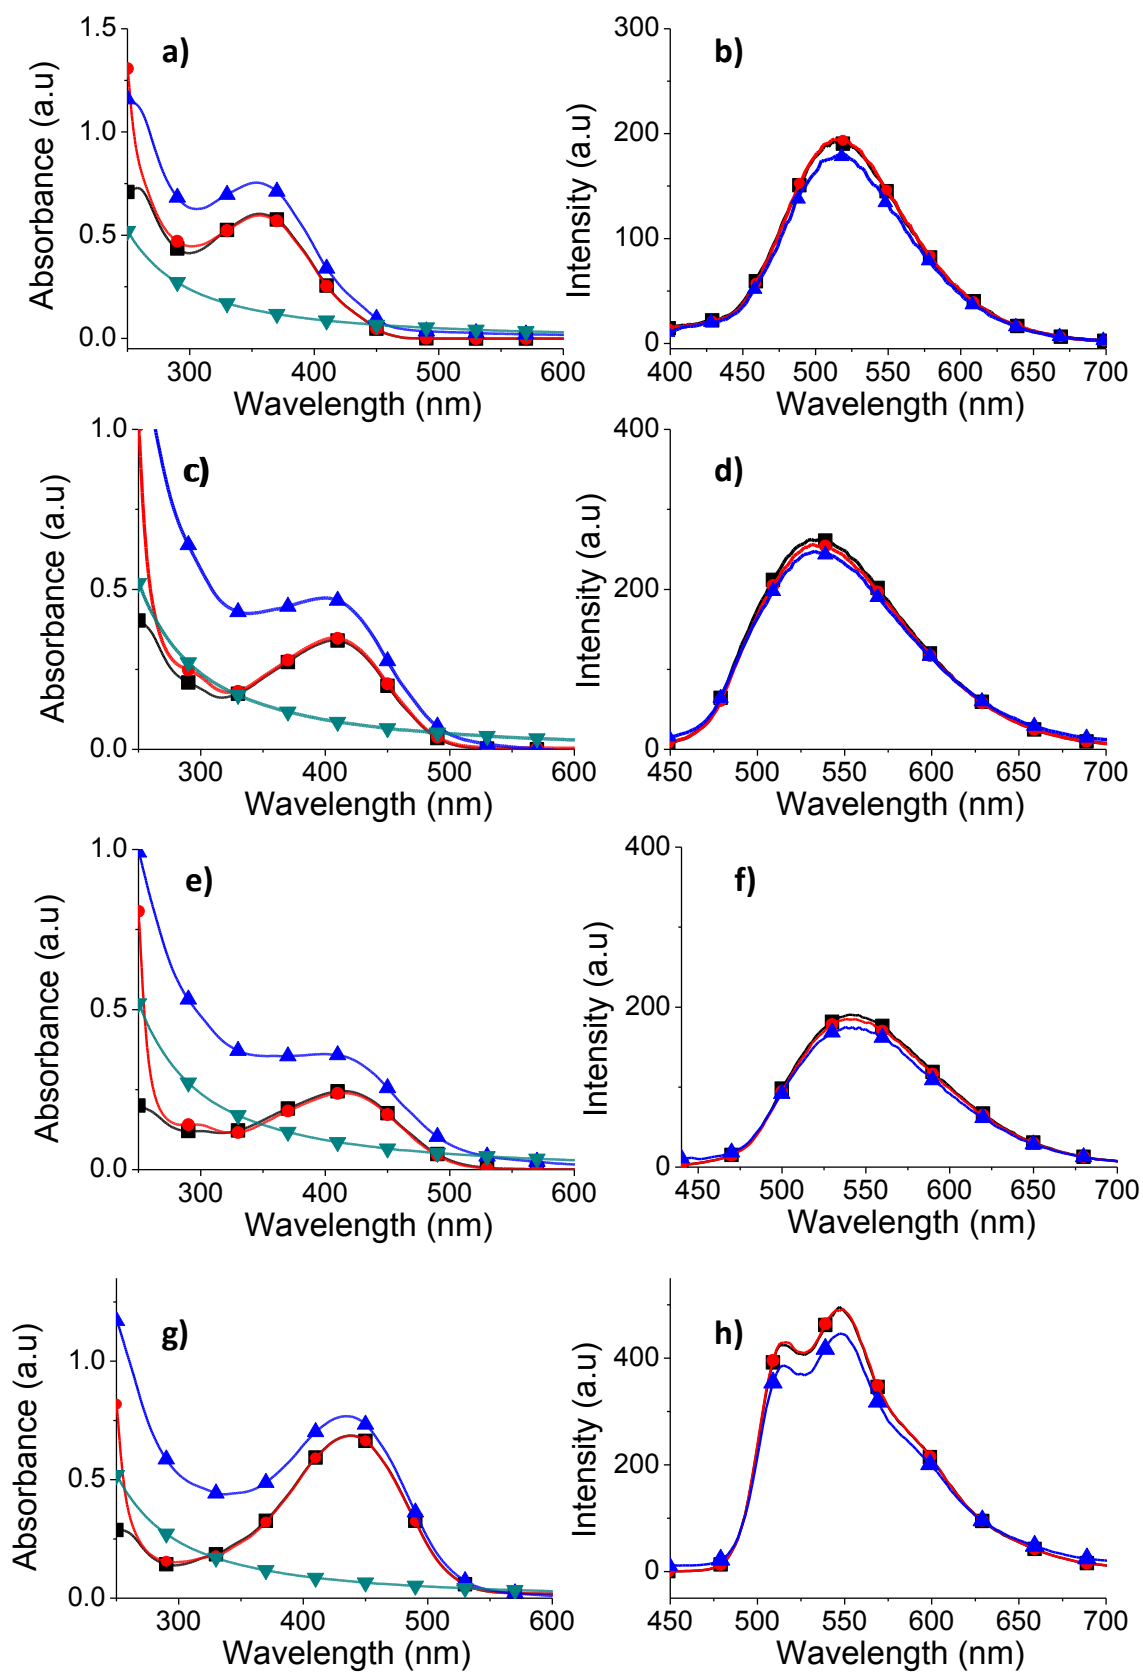 a)
1.5
1.0
0.5
0.0
Absorbance (a.u)
300 400 500 600
Wavelength (nm)
b)
300
200
100
0
Intensity (a.u)
400 450 500 550 600 650 700
Wavelength (nm)
c)
1.0
0.5
0.0
Absorbance (a.u)
300 400 500 600
Wavelength (nm)
d)
400
200
0
Intensity (a.u)
450 500 550 600 650 700
Wavelength (nm)
e)
1.0
0.5
0.0
Absorbance (a.u)
300 400 500 600
Wavelength (nm)
f)
400
200
0
Intensity (a.u)
450 500 550 600 650 700
Wavelength (nm)
g)
1.0
0.5
0.0
Absorbance (a.u)
300 400 500 600
Wavelength (nm)
h)
400
200
0
Intensity (a.u)
450 500 550 600 650 700
Wavelength (nm)